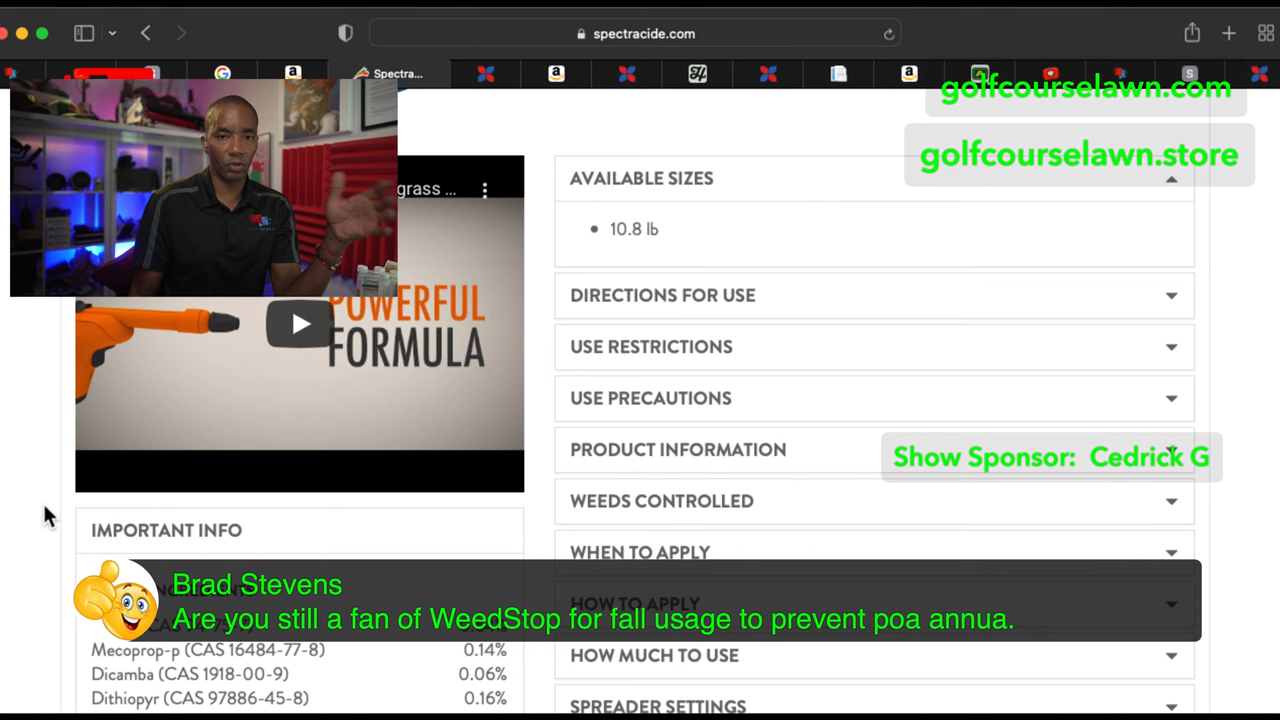 spectracide.com
Spectra...
golfcourselawn.com
golfcourselawn.store
grass ...
POWERFUL
FORMULA
AVAILABLE SIZES
10.8 lb
DIRECTIONS FOR USE
USE RESTRICTIONS
USE PRECAUTIONS
PRODUCT INFORMATION
Show Sponsor: Cedrick G
WEEDS CONTROLLED
WHEN TO APPLY
HOW TO APPLY
HOW MUCH TO USE
SPREADER SETTINGS
IMPORTANT INFO
Brad Stevens
Are you still a fan of WeedStop for fall usage to prevent poa annua.
Mecoprop-p (CAS 16484-77-8) 0.14%
Dicamba (CAS 1918-00-9) 0.06%
Dithiopyr (CAS 97886-45-8) 0.16%